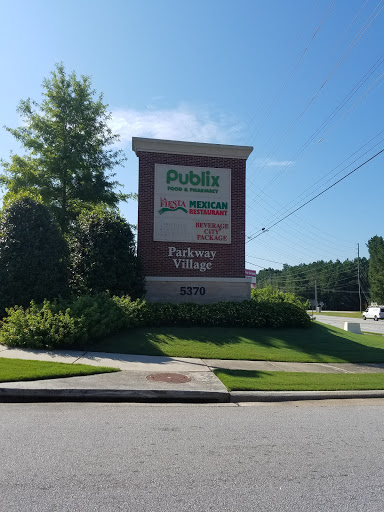 Publix
FOOD & PHARMACY
FIESTA MEXICAN
RESTAURANT
BEVERAGE
CITY
PACKAGE
Parkway
Village
5370